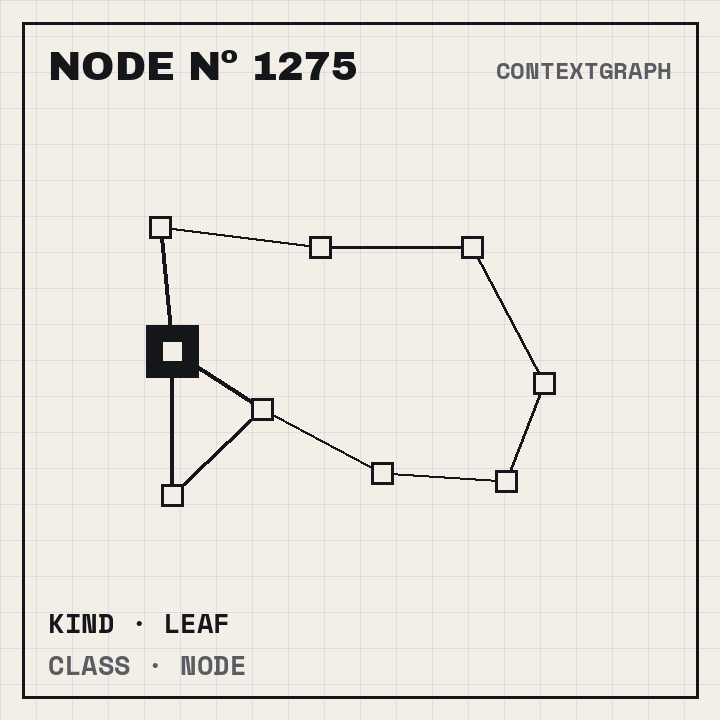 NODE Nº 1275
CONTEXTGRAPH
KIND · LEAF
CLASS · NODE